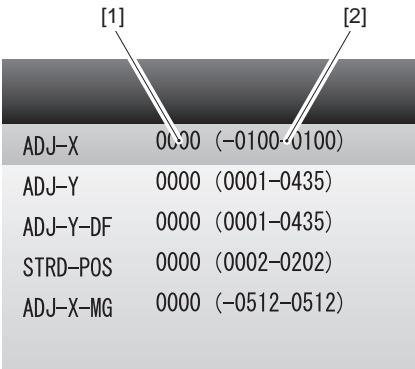 [1] [2]
ADJ-X 0000 (-0100-0100)
ADJ-Y 0000 (0001-0435)
ADJ-Y-DF 0000 (0001-0435)
STRD-POS 0000 (0002-0202)
ADJ-X-MG 0000 (-0512-0512)